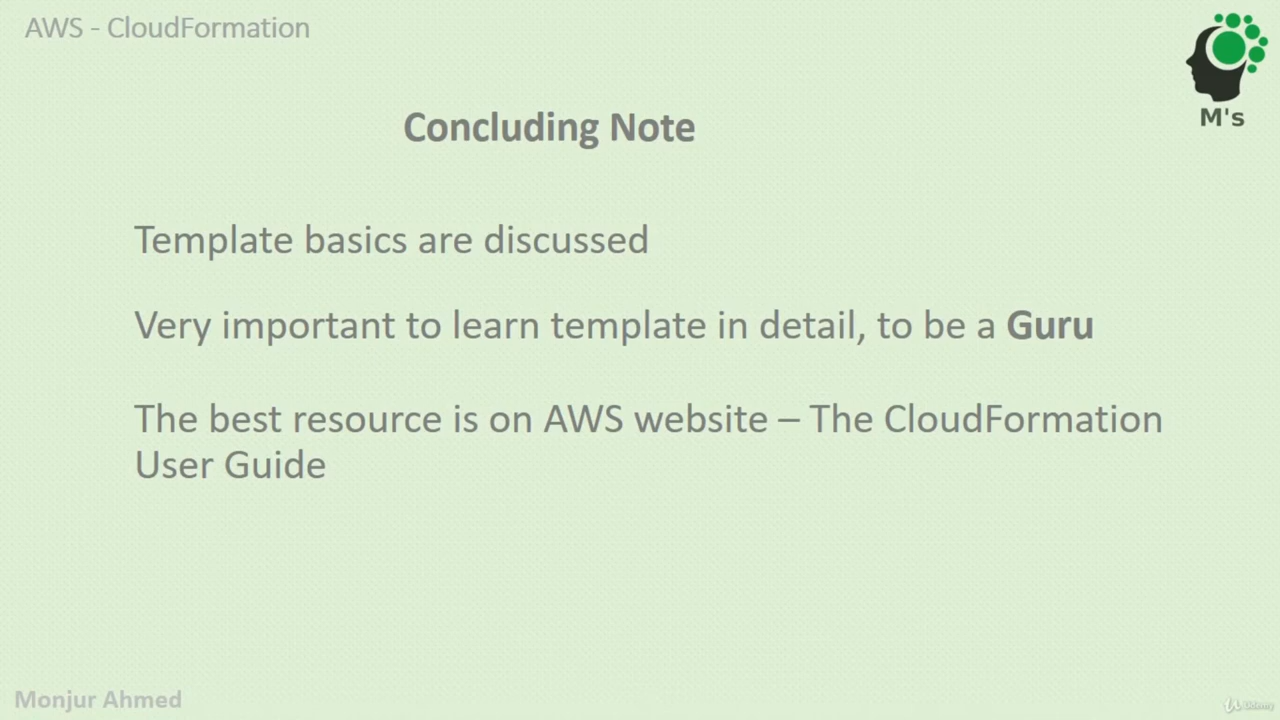 AWS - CloudFormation
M's
Concluding Note
Template basics are discussed
Very important to learn template in detail, to be a Guru
The best resource is on AWS website – The CloudFormation
User Guide
Monjur Ahmed
Udemy